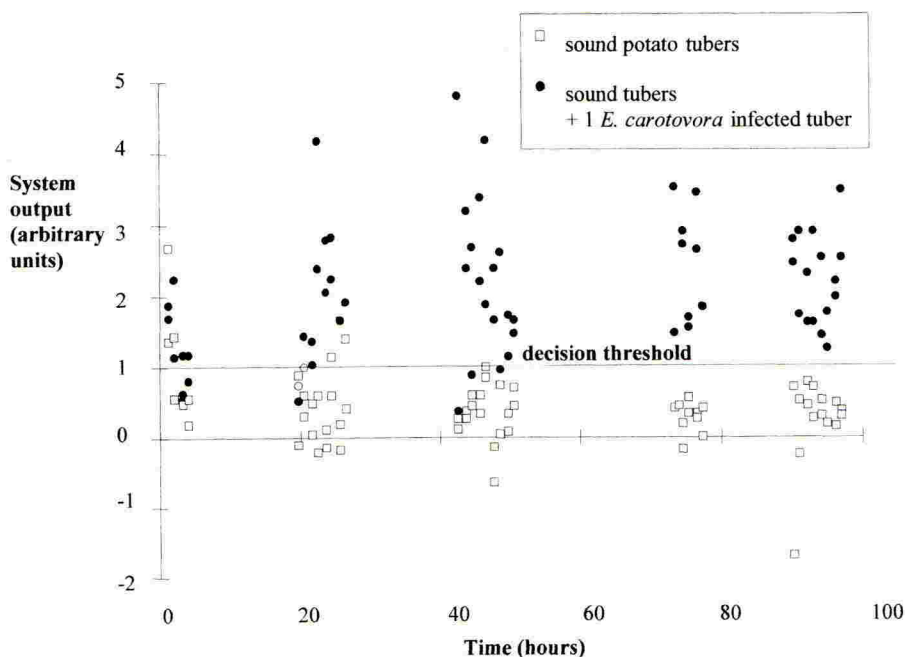 sound potato tubers
sound tubers
+ 1 E. carotovora infected tuber
System
output
(arbitrary
units)
5
4
3
2
1
0
-1
-2
decision threshold
0
20
40
60
80
100
Time (hours)